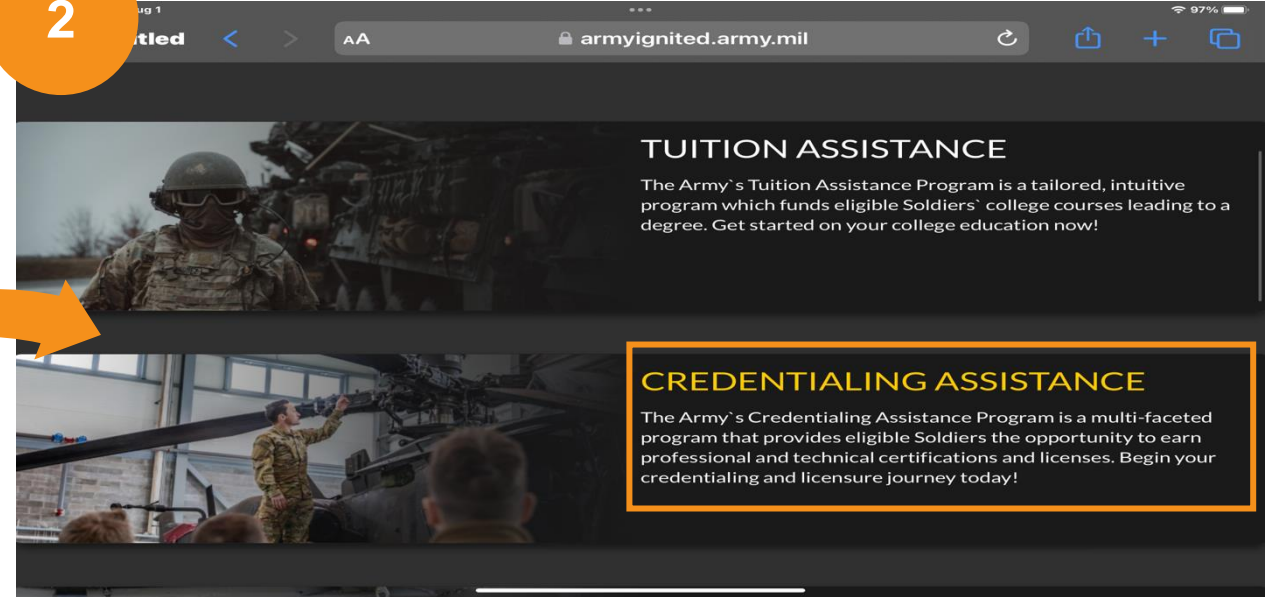 2
ug 1
97%
tled
AA
armyignited.army.mil
TUITION ASSISTANCE
The Army`s Tuition Assistance Program is a tailored, intuitive
program which funds eligible Soldiers` college courses leading to a
degree. Get started on your college education now!
CREDENTIALING ASSISTANCE
The Army`s Credentialing Assistance Program is a multi-faceted
program that provides eligible Soldiers the opportunity to earn
professional and technical certifications and licenses. Begin your
credentialing and licensure journey today!